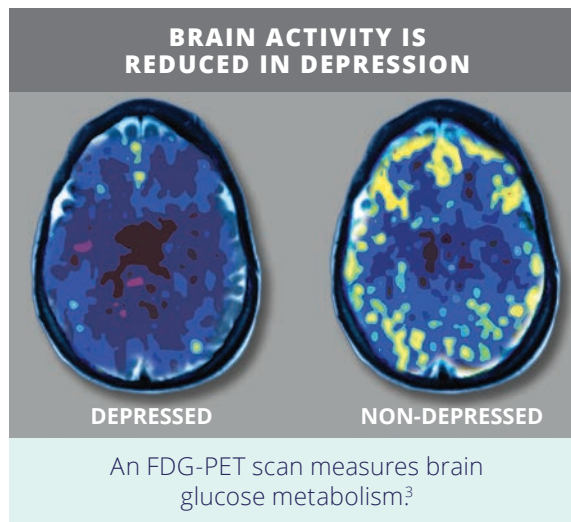 BRAIN ACTIVITY IS
REDUCED IN DEPRESSION
DEPRESSED
NON-DEPRESSED
An FDG-PET scan measures brain
glucose metabolism.³